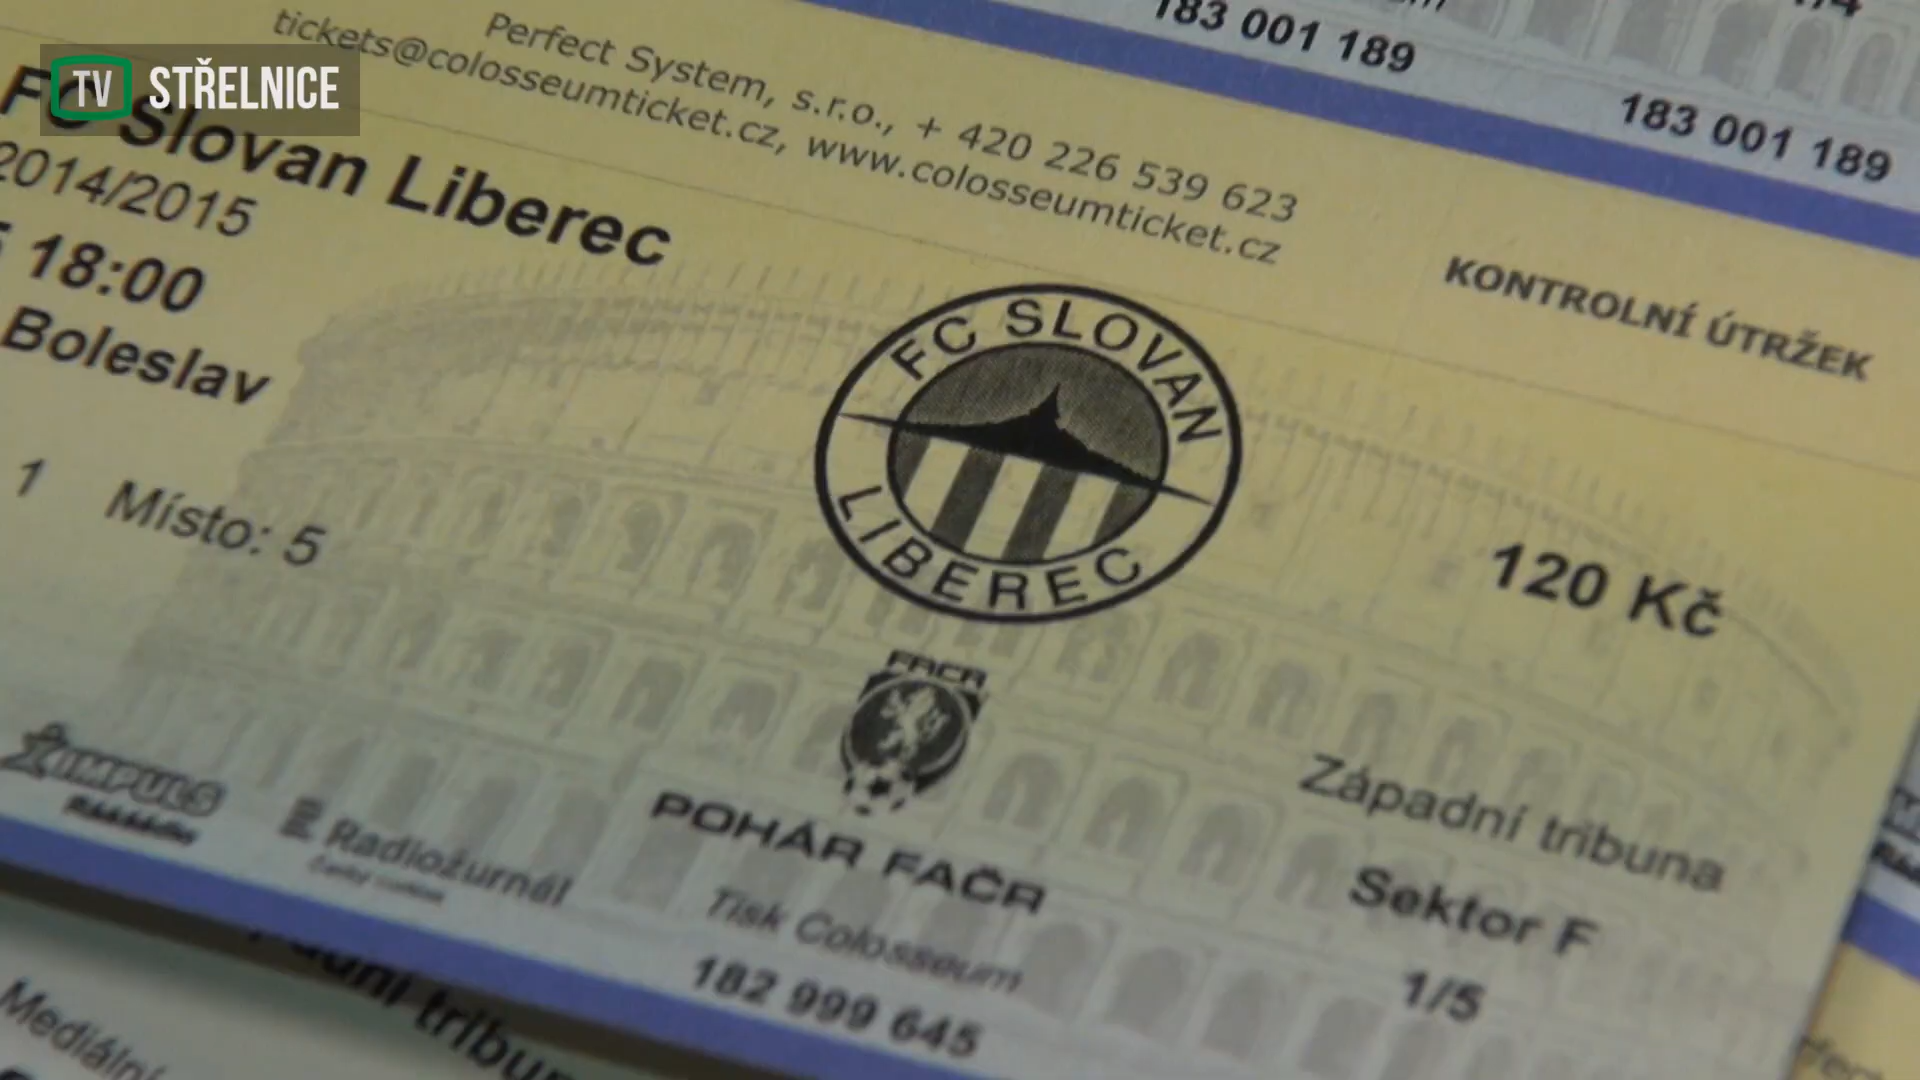 TV STŘELNICE
183 001 189
183 001 189
Perfect System, s.r.o., + 420 226 539 623
tickets@colosseumticket.cz, www.colosseumticket.cz
FC Slovan Liberec
2014/2015
18:00
Boleslav
KONTROLNÍ ÚTRŽEK
1 Místo: 5
FC SLOVAN
LIBEREC
120 Kč
FACR
IMPULS
Radiožurnál
POHÁR FAČR
Tisk Colosseum
182 999 645
Západní tribuna
Sektor F
1/5
Mediální